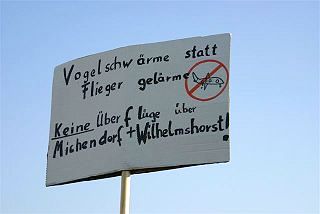 Vogelschwärme statt
Flieger gelärme
Keine Überflüge über
Michendorf + Wilhelmshorst!